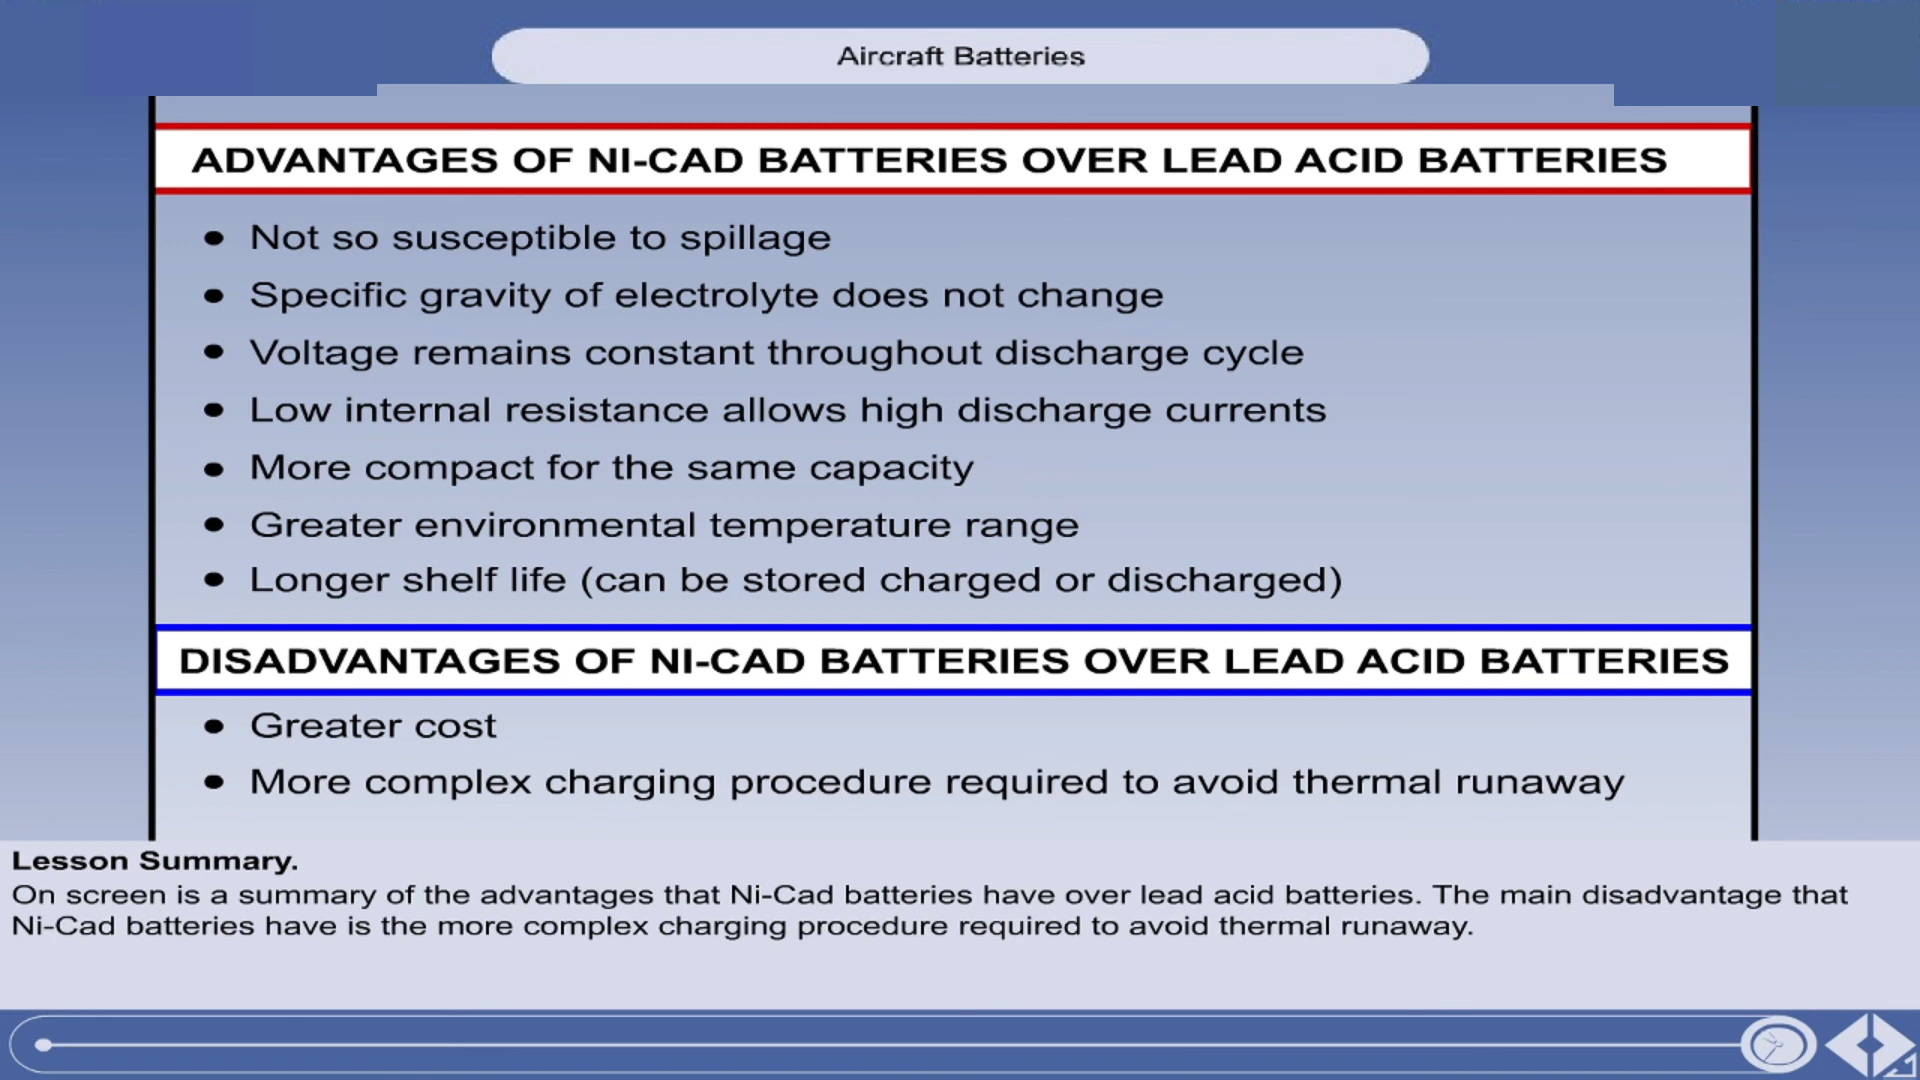 Aircraft Batteries
ADVANTAGES OF NI-CAD BATTERIES OVER LEAD ACID BATTERIES
● Not so susceptible to spillage
● Specific gravity of electrolyte does not change
● Voltage remains constant throughout discharge cycle
● Low internal resistance allows high discharge currents
● More compact for the same capacity
● Greater environmental temperature range
● Longer shelf life (can be stored charged or discharged)
DISADVANTAGES OF NI-CAD BATTERIES OVER LEAD ACID BATTERIES
● Greater cost
● More complex charging procedure required to avoid thermal runaway
Lesson Summary.
On screen is a summary of the advantages that Ni-Cad batteries have over lead acid batteries. The main disadvantage that
Ni-Cad batteries have is the more complex charging procedure required to avoid thermal runaway.